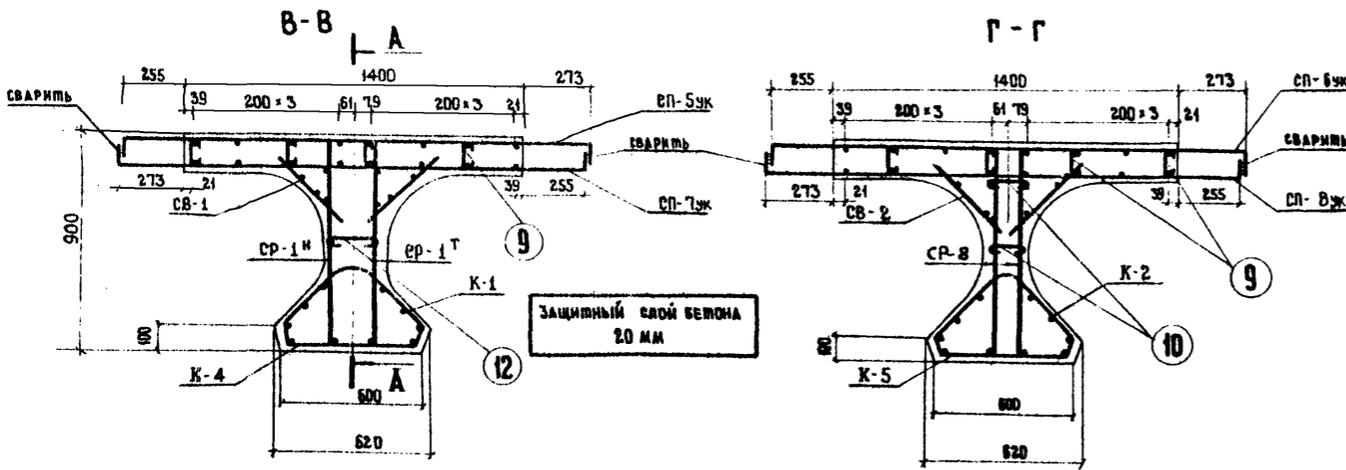 В-В
А
255
1400
273
39
200×3
61
79
200×3
21
СВАРИТЬ
СП-5УК
СВАРИТЬ
273
21
39
255
СП-7УК
СВ-1
9
900
СР-1Н
СР-1Т
К-1
100
12
К-4
А
600
620
ЗАЩИТНЫЙ СЛОЙ БЕТОНА
20 ММ
Г-Г
255
1400
273
39
200×3
61
79
200×3
21
СП-6УК
СВАРИТЬ
273
21
39
255
СП-8УК
СВ-2
9
СР-8
К-2
10
100
К-5
600
620